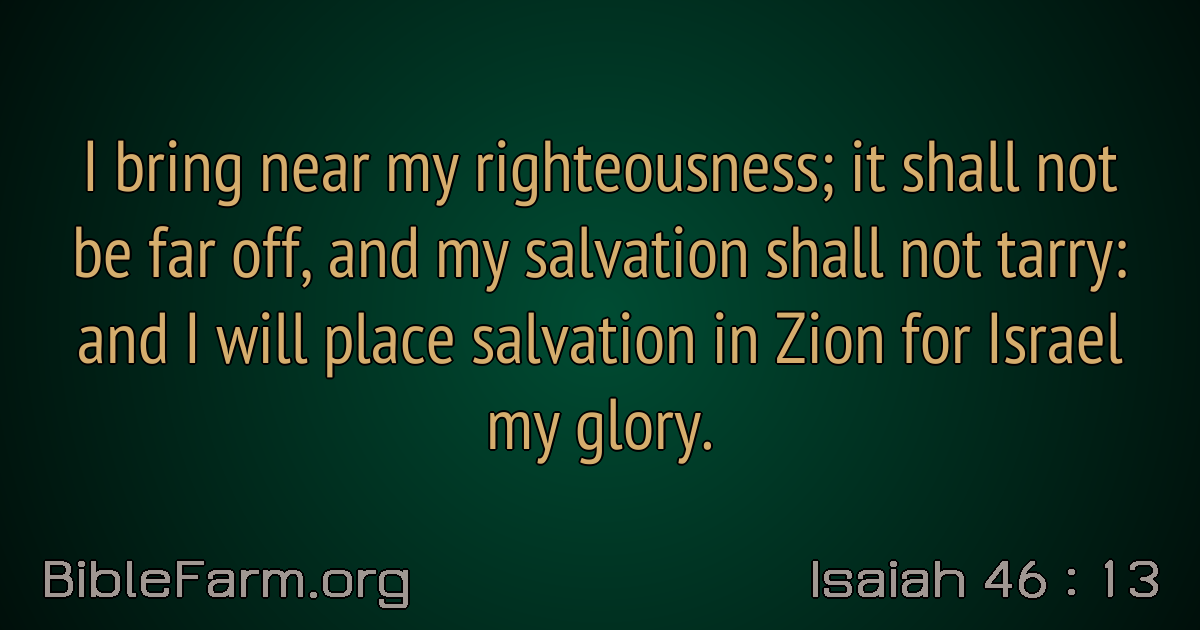 I bring near my righteousness; it shall not
be far off, and my salvation shall not tarry:
and I will place salvation in Zion for Israel
my glory.
BibleFarm.org
Isaiah 46 : 13